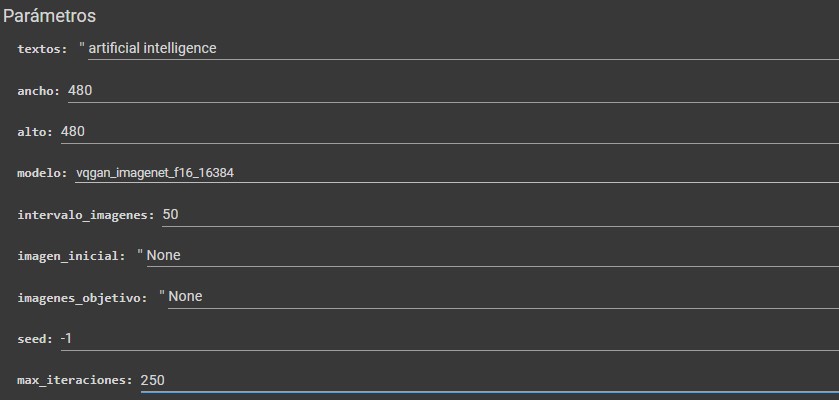 Parámetros
textos: " artificial intelligence
ancho: 480
alto: 480
modelo: vqgan_imagenet_f16_16384
intervalo_imagenes: 50
imagen_inicial: " None
imagenes_objetivo: " None
seed: -1
max_iteraciones: 250